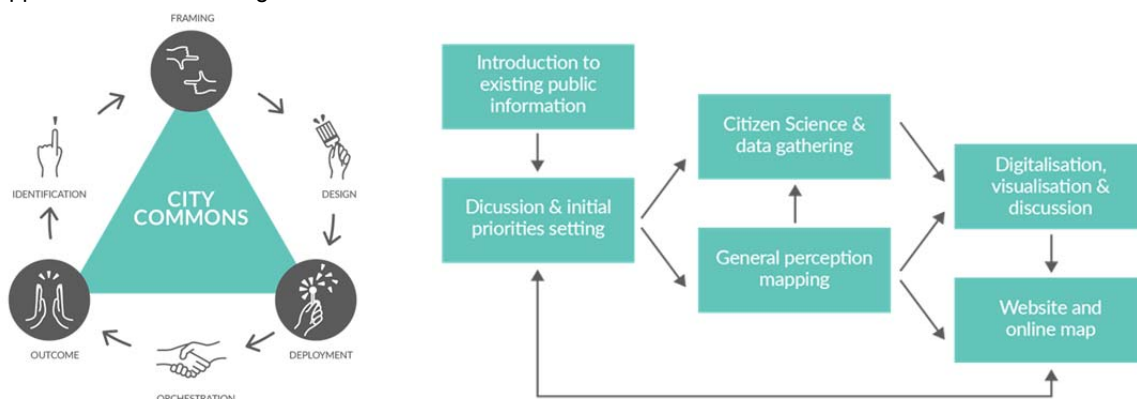 FRAMING
IDENTIFICATION
DESIGN
CITY
COMMONS
OUTCOME
DEPLOYMENT
ORCHESTRATION
Introduction to
existing public
information
Dicussion & initial
priorities setting
Citizen Science &
data gathering
General perception
mapping
Digitalisation,
visualisation &
discussion
Website and
online map